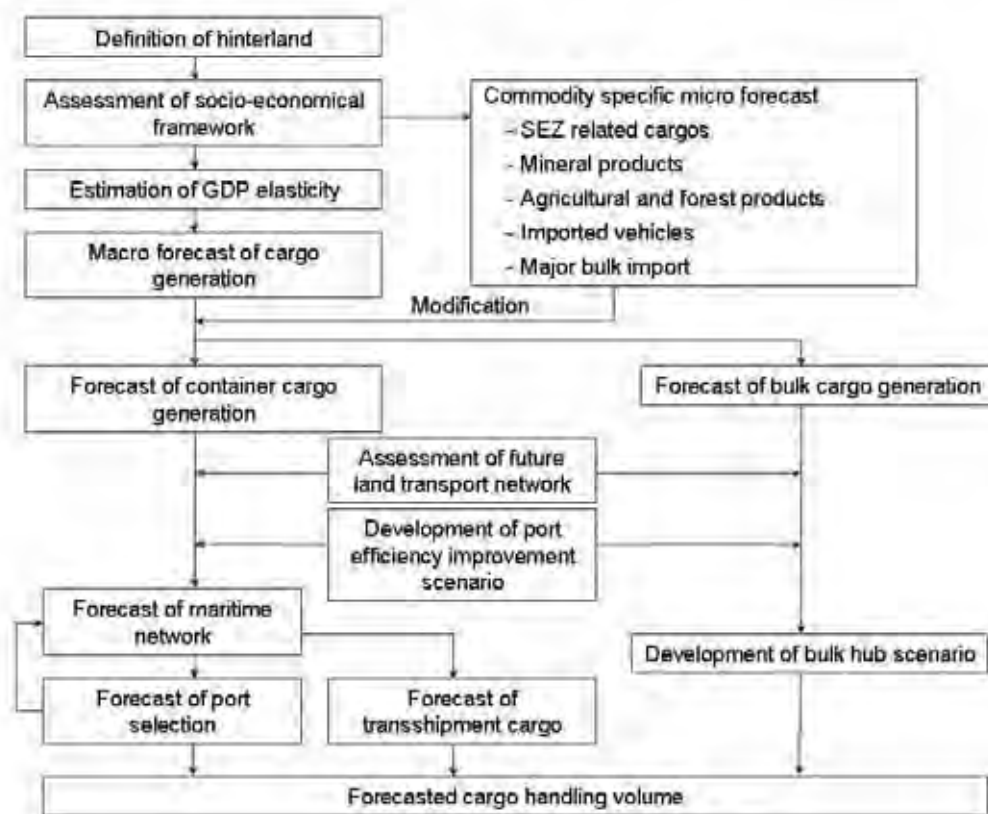 Definition of hinterland
Assessment of socio-economical
framework
Commodity specific micro forecast
- SEZ related cargos
- Mineral products
- Agricultural and forest products
- Imported vehicles
- Major bulk import
Estimation of GDP elasticity
Macro forecast of cargo
generation
Modification
Forecast of container cargo
generation
Forecast of bulk cargo generation
Assessment of future
land transport network
Development of port
efficiency improvement
scenario
Forecast of maritime
network
Development of bulk hub scenario
Forecast of port
selection
Forecast of
transshipment cargo
Forecasted cargo handling volume